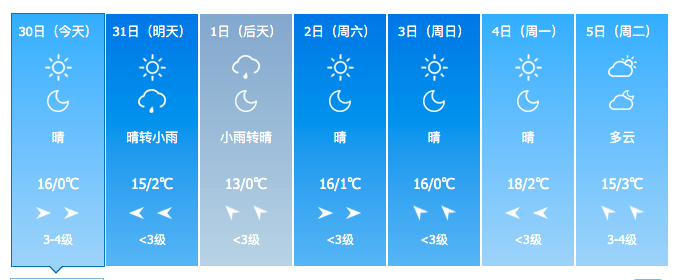 30日（今天） 31日（明天） 1日（后天） 2日（周六） 3日（周日） 4日（周一） 5日（周二）
晴 晴转小雨 小雨转晴 晴 晴 晴 多云
16/0℃ 15/2℃ 13/0℃ 16/1℃ 16/0℃ 18/2℃ 15/3℃
3-4级 <3级 <3级 <3级 <3级 <3级 3-4级